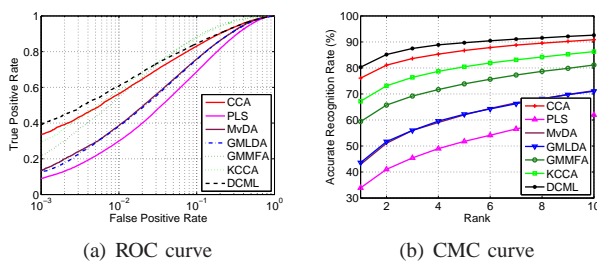 True Positive Rate
1
0.8
0.6
0.4
0.2
0
10⁻³
10⁻²
10⁻¹
10⁰
False Positive Rate
CCA
PLS
MvDA
GMLDA
GMMFA
KCCA
DCML
(a) ROC curve
Accurate Recognition Rate (%)
100
90
80
70
60
50
40
30
2
4
6
8
10
Rank
CCA
PLS
MvDA
GMLDA
GMMFA
KCCA
DCML
(b) CMC curve